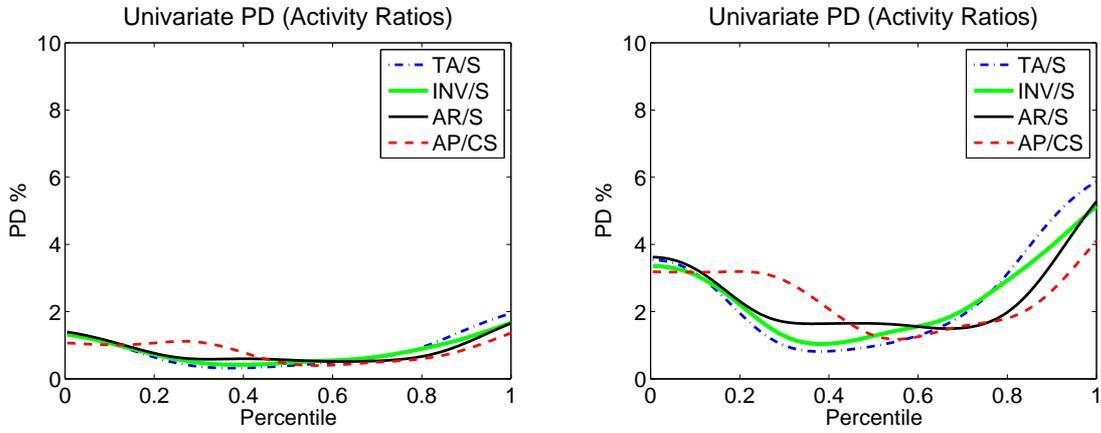 Univariate PD (Activity Ratios)
10
8
6
4
2
0
PD %
TA/S
INV/S
AR/S
AP/CS
0 0.2 0.4 0.6 0.8 1
Percentile
Univariate PD (Activity Ratios)
10
8
6
4
2
0
PD %
TA/S
INV/S
AR/S
AP/CS
0 0.2 0.4 0.6 0.8 1
Percentile